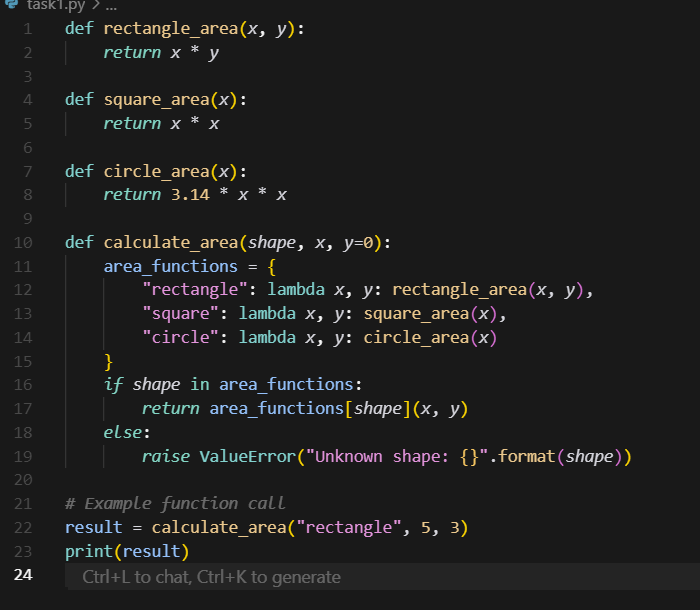 task1.py > ...
1 def rectangle_area(x, y):
2     return x * y
3
4 def square_area(x):
5     return x * x
6
7 def circle_area(x):
8     return 3.14 * x * x
9
10 def calculate_area(shape, x, y=0):
11     area_functions = {
12         "rectangle": lambda x, y: rectangle_area(x, y),
13         "square": lambda x, y: square_area(x),
14         "circle": lambda x, y: circle_area(x)
15     }
16     if shape in area_functions:
17         return area_functions[shape](x, y)
18     else:
19         raise ValueError("Unknown shape: {}".format(shape))
20
21 # Example function call
22 result = calculate_area("rectangle", 5, 3)
23 print(result)
24 Ctrl+L to chat, Ctrl+K to generate